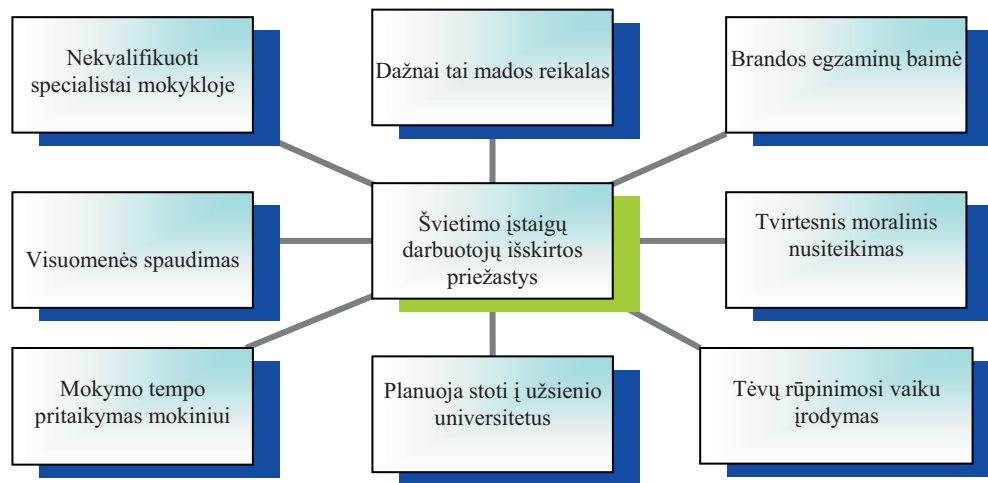 Nekvalifikuoti
specialistai mokykloje
Dažnai tai mados reikalas
Brandos egzaminų baimė
Visuomenės spaudimas
Švietimo įstaigų
darbuotojų išskirtos
priežastys
Tvirtesnis moralinis
nusiteikimas
Mokymo tempo
pritaikymas mokiniui
Planuoja stoti į užsienio
universitetus
Tėvų rūpinimosi vaiku
įrodymas